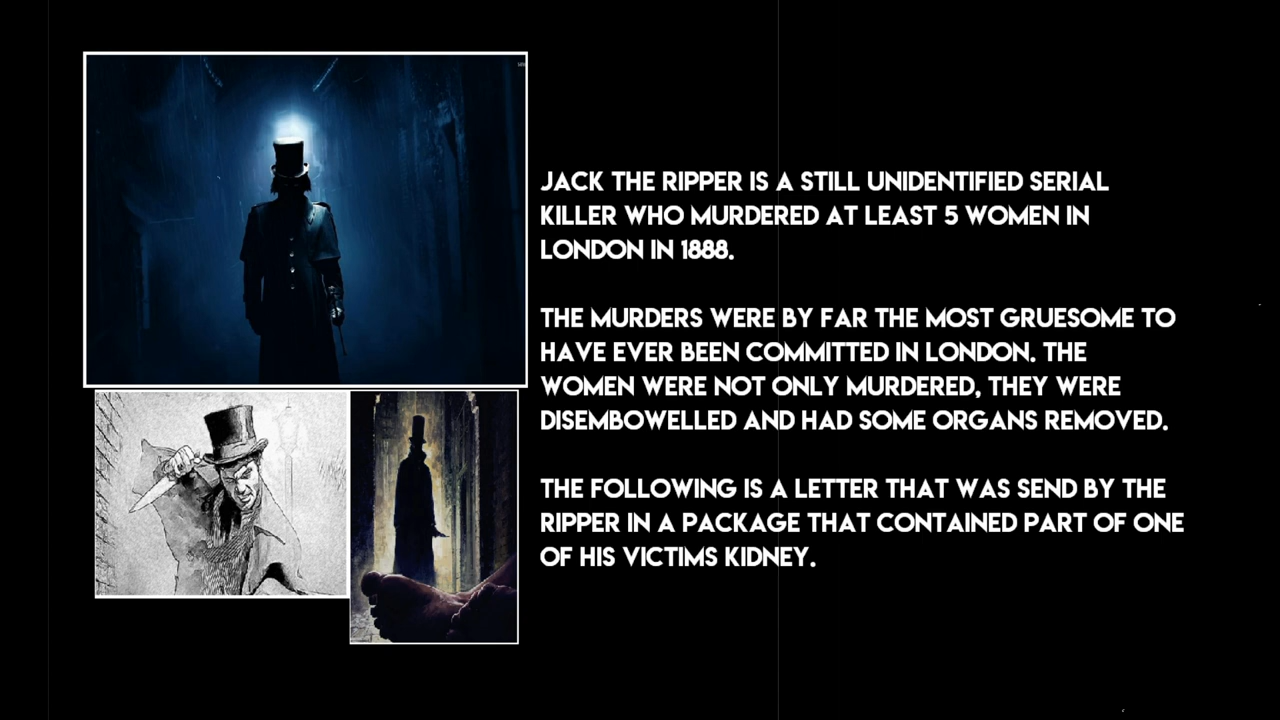 JACK THE RIPPER IS A STILL UNIDENTIFIED SERIAL
KILLER WHO MURDERED AT LEAST 5 WOMEN IN
LONDON IN 1888.
THE MURDERS WERE BY FAR THE MOST GRUESOME TO
HAVE EVER BEEN COMMITTED IN LONDON. THE
WOMEN WERE NOT ONLY MURDERED, THEY WERE
DISEMBOWELLED AND HAD SOME ORGANS REMOVED.
THE FOLLOWING IS A LETTER THAT WAS SEND BY THE
RIPPER IN A PACKAGE THAT CONTAINED PART OF ONE
OF HIS VICTIMS KIDNEY.